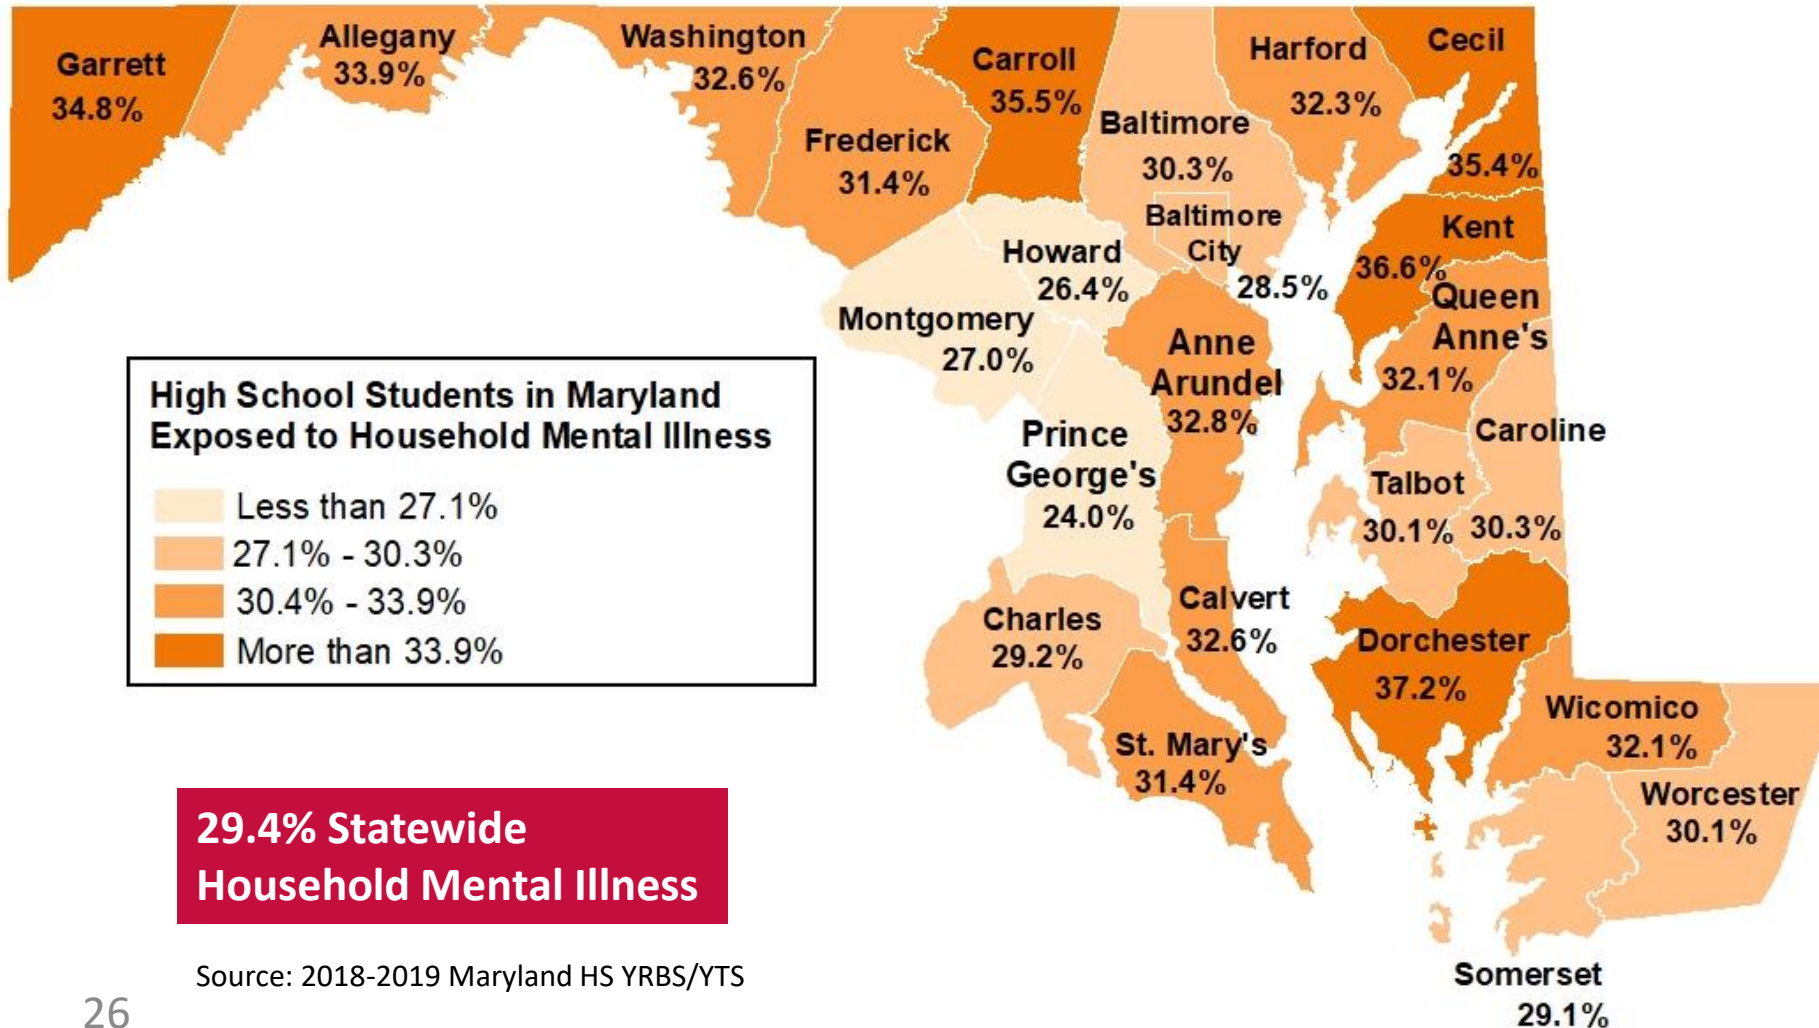 Garrett
34.8%
Allegany
33.9%
Washington
32.6%
Frederick
31.4%
Carroll
35.5%
Baltimore
30.3%
Baltimore
City
28.5%
Harford
32.3%
Cecil
35.4%
Kent
36.6%
Queen
Anne's
32.1%
Howard
26.4%
Montgomery
27.0%
Anne
Arundel
32.8%
Prince
George's
24.0%
Caroline
30.3%
Talbot
30.1%
Charles
29.2%
Calvert
32.6%
St. Mary's
31.4%
Dorchester
37.2%
Wicomico
32.1%
Worcester
30.1%
Somerset
29.1%
High School Students in Maryland
Exposed to Household Mental Illness
Less than 27.1%
27.1% - 30.3%
30.4% - 33.9%
More than 33.9%
29.4% Statewide
Household Mental Illness
Source: 2018-2019 Maryland HS YRBS/YTS
26